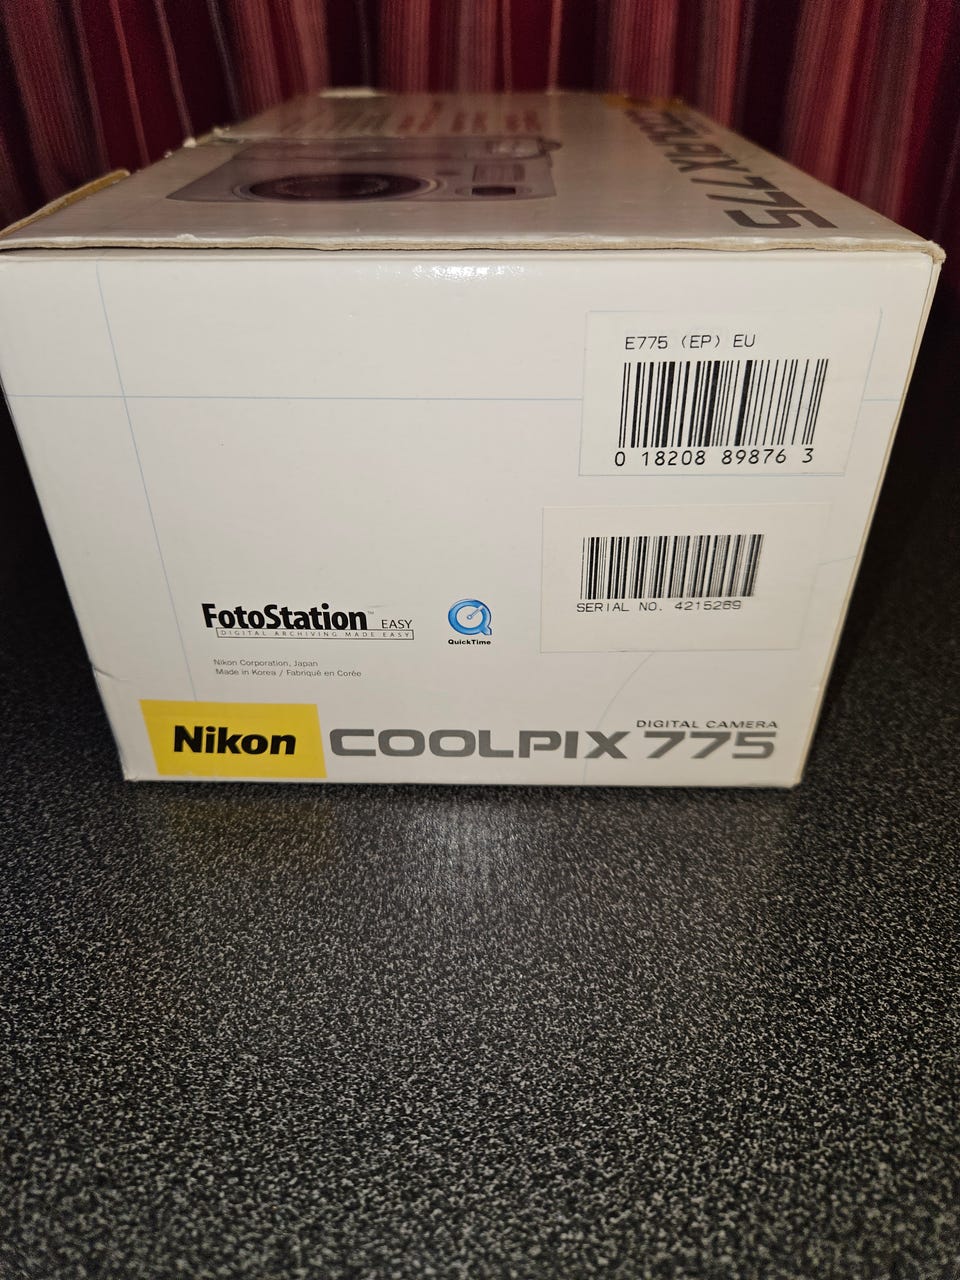 COOLPIX 775
E775 (EP) EU
0 18208 89876 3
SERIAL NO. 4215269
FotoStation™ EASY
DIGITAL ARCHIVING MADE EASY
QuickTime
Nikon Corporation, Japan
Made in Korea / Fabriqué en Corée
Nikon
DIGITAL CAMERA
COOLPIX 775